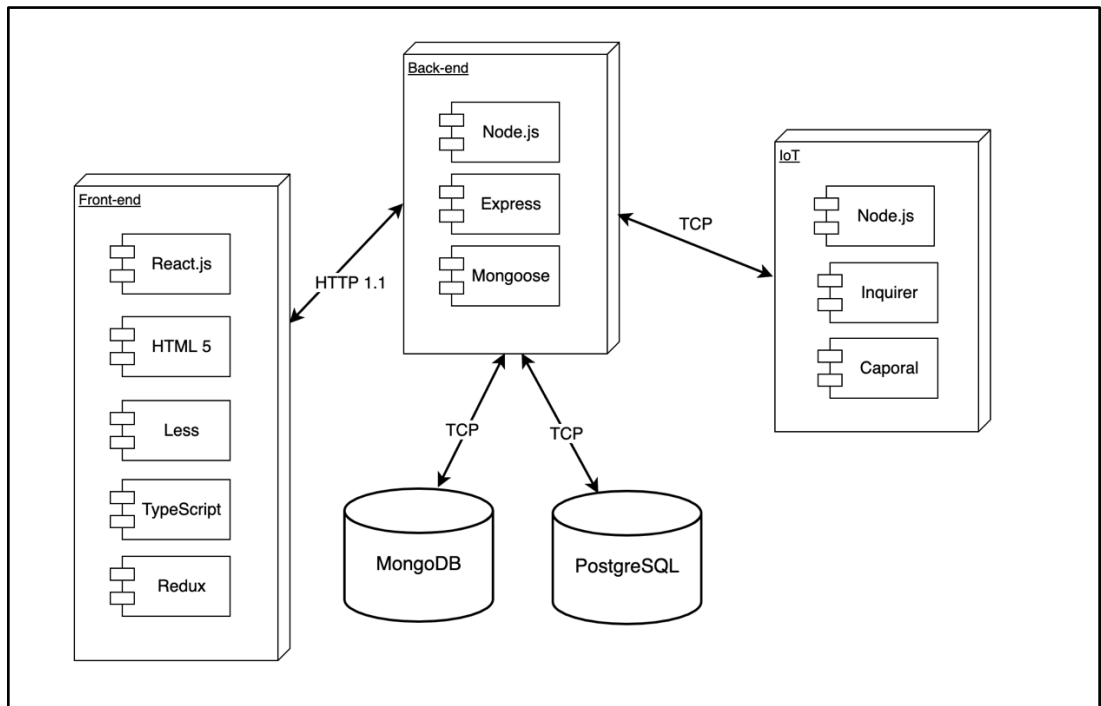 Front-end
React.js
HTML 5
Less
TypeScript
Redux
HTTP 1.1
Back-end
Node.js
Express
Mongoose
TCP
TCP
MongoDB
PostgreSQL
TCP
IoT
Node.js
Inquirer
Caporal